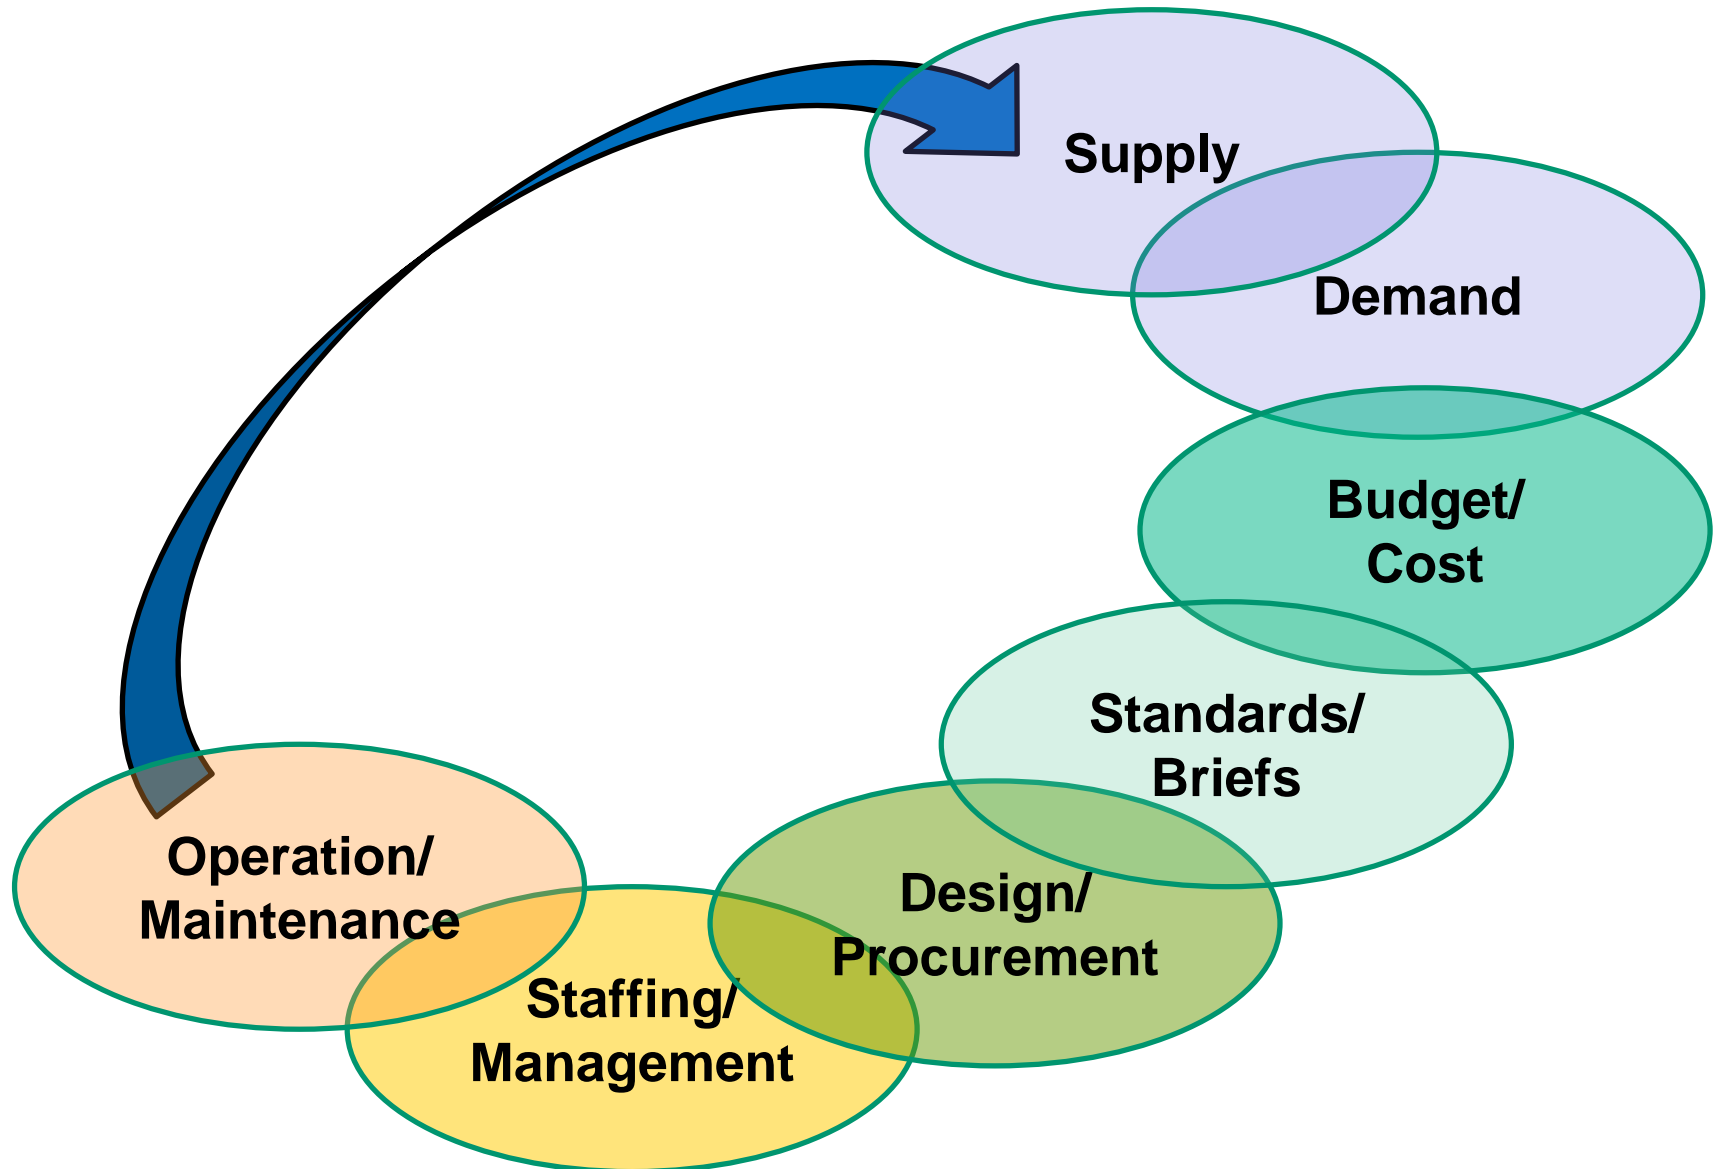 Supply
Demand
Budget/
Cost
Standards/
Briefs
Design/
Procurement
Staffing/
Management
Operation/
Maintenance